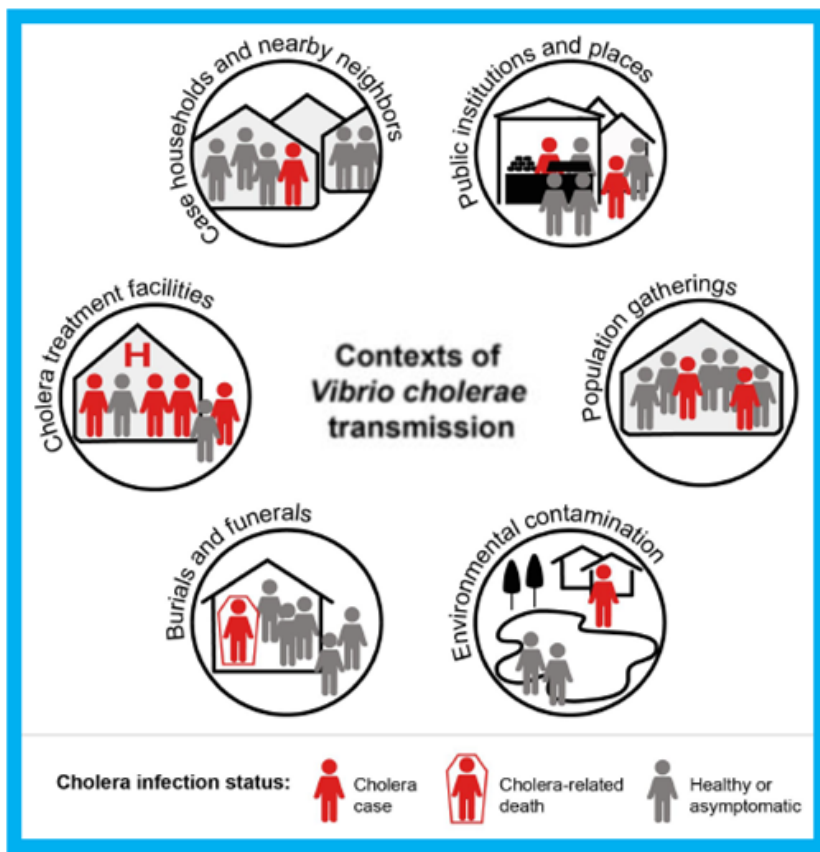 Case households and nearby neighbors
Public institutions and places
Cholera treatment facilities
H
Contexts of
Vibrio cholerae
transmission
Population gatherings
Burials and funerals
Environmental contamination
Cholera infection status:
Cholera
case
Cholera-related
death
Healthy or
asymptomatic